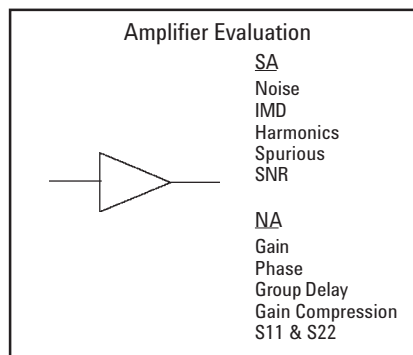 Amplifier Evaluation
SA
Noise
IMD
Harmonics
Spurious
SNR
NA
Gain
Phase
Group Delay
Gain Compression
S11 & S22